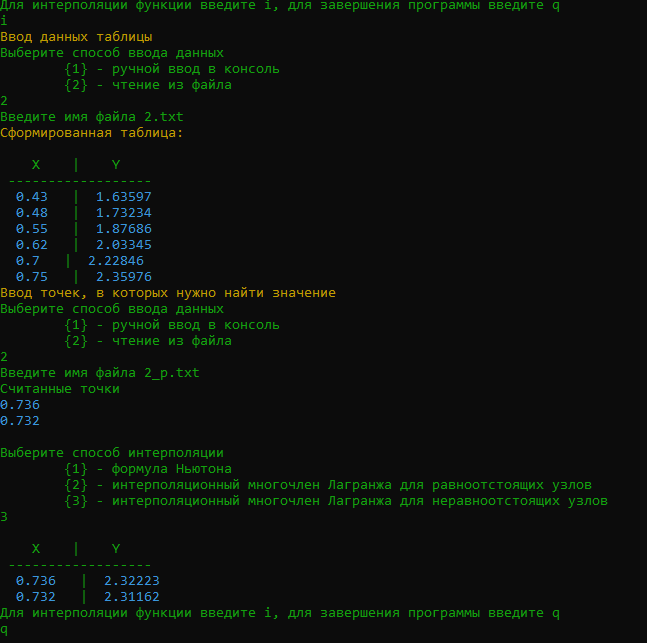 Для интерполяции функции введите i, для завершения программы введите q
i
Ввод данных таблицы
Выберите способ ввода данных
{1} - ручной ввод в консоль
{2} - чтение из файла
2
Введите имя файла 2.txt
Сформированная таблица:
X | Y
------------------
0.43 | 1.63597
0.48 | 1.73234
0.55 | 1.87686
0.62 | 2.03345
0.7 | 2.22846
0.75 | 2.35976
Ввод точек, в которых нужно найти значение
Выберите способ ввода данных
{1} - ручной ввод в консоль
{2} - чтение из файла
2
Введите имя файла 2_p.txt
Считанные точки
0.736
0.732
Выберите способ интерполяции
{1} - формула Ньютона
{2} - интерполяционный многочлен Лагранжа для равноотстоящих узлов
{3} - интерполяционный многочлен Лагранжа для неравноотстоящих узлов
3
X | Y
------------------
0.736 | 2.32223
0.732 | 2.31162
Для интерполяции функции введите i, для завершения программы введите q
q